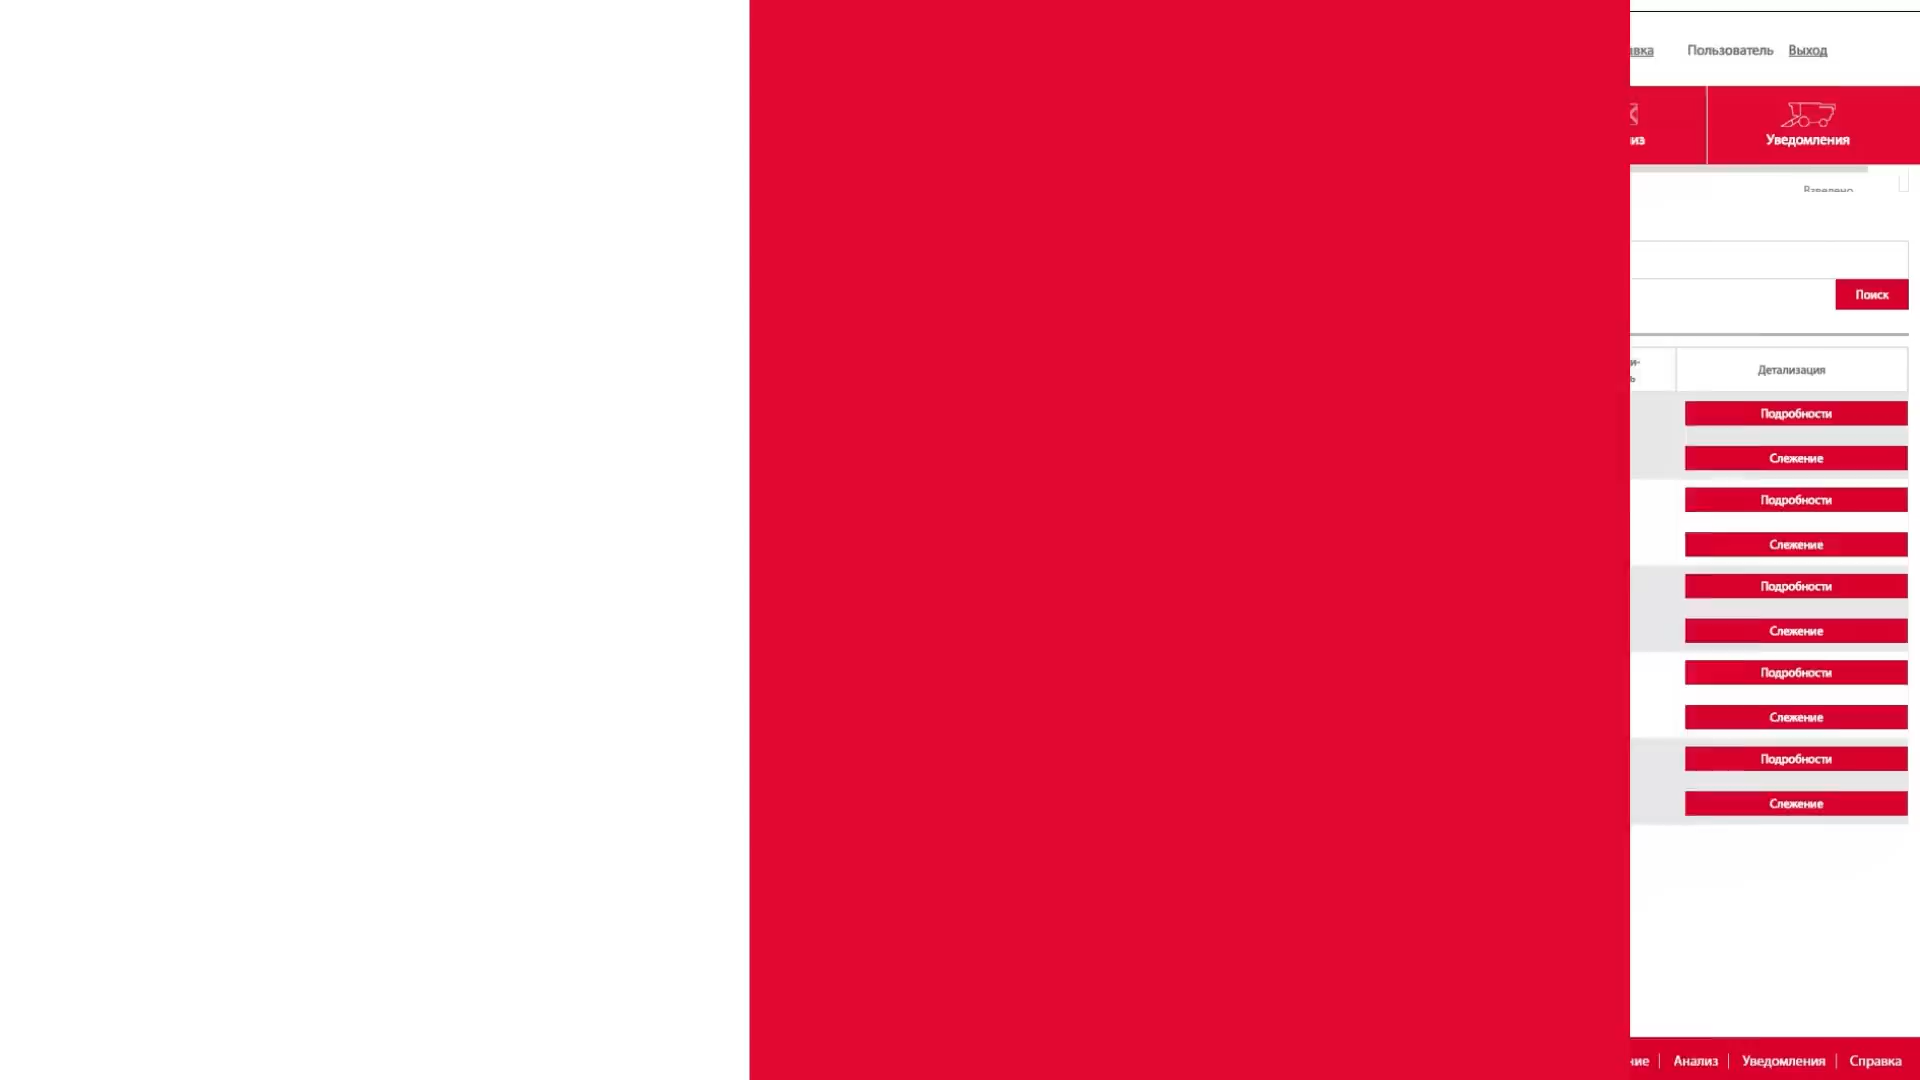 Пользователь Выход
Уведомления
Поиск
Детализация
Подробности
Слежение
Подробности
Слежение
Подробности
Слежение
Подробности
Слежение
Подробности
Слежение
Анализ | Уведомления | Справка